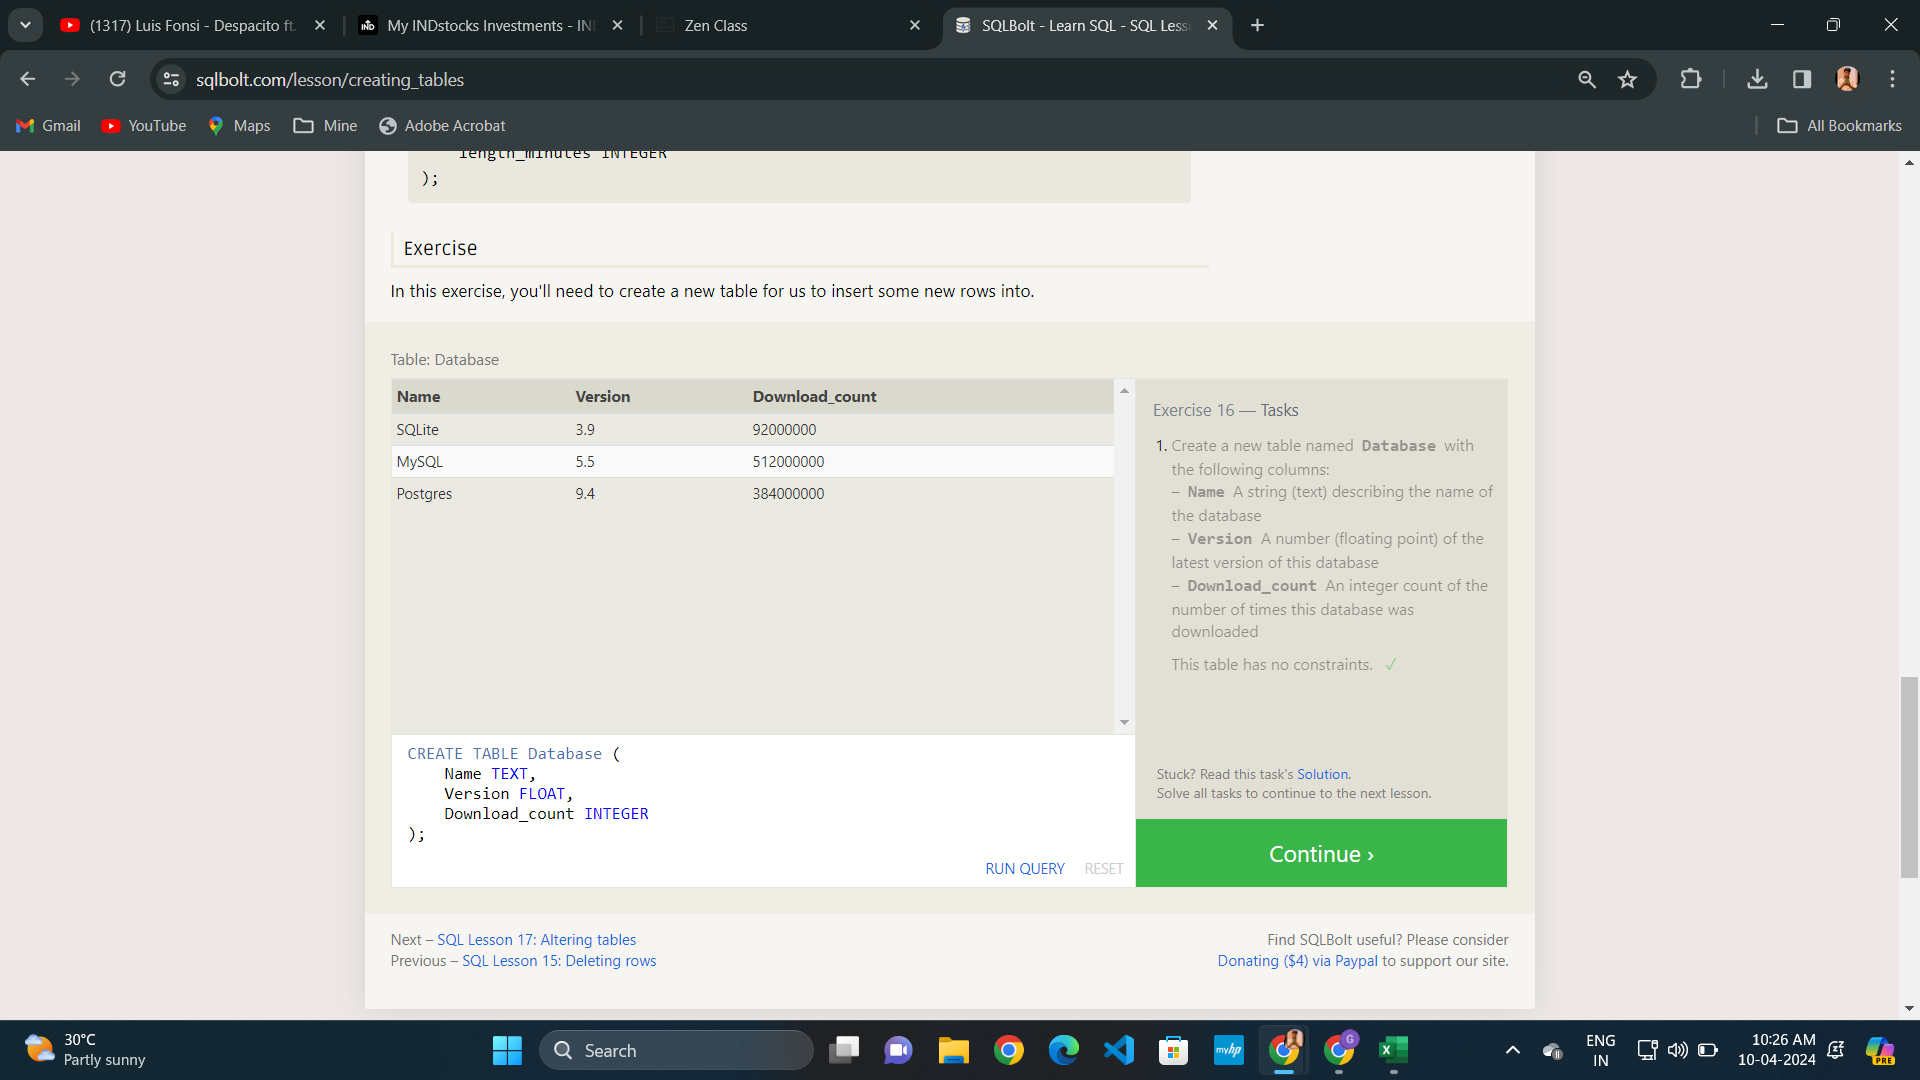 (1317) Luis Fonsi - Despacito ft.
My INDstocks Investments - IN
Zen Class
SQLBolt - Learn SQL - SQL Less
sqlbolt.com/lesson/creating_tables
Gmail
YouTube
Maps
Mine
Adobe Acrobat
All Bookmarks
length_minutes INTEGER
);
Exercise
In this exercise, you'll need to create a new table for us to insert some new rows into.
Table: Database
Name Version Download_count
SQLite 3.9 92000000
MySQL 5.5 512000000
Postgres 9.4 384000000
Exercise 16 — Tasks
1. Create a new table named Database with
the following columns:
– Name A string (text) describing the name of
the database
– Version A number (floating point) of the
latest version of this database
– Download_count An integer count of the
number of times this database was
downloaded
This table has no constraints. ✓
CREATE TABLE Database (
Name TEXT,
Version FLOAT,
Download_count INTEGER
);
RUN QUERY RESET
Stuck? Read this task's Solution.
Solve all tasks to continue to the next lesson.
Continue ›
Next – SQL Lesson 17: Altering tables
Previous – SQL Lesson 15: Deleting rows
Find SQLBolt useful? Please consider
Donating ($4) via Paypal to support our site.
30°C
Partly sunny
Search
myhp
G
ENG
IN
10:26 AM
10-04-2024
PRE